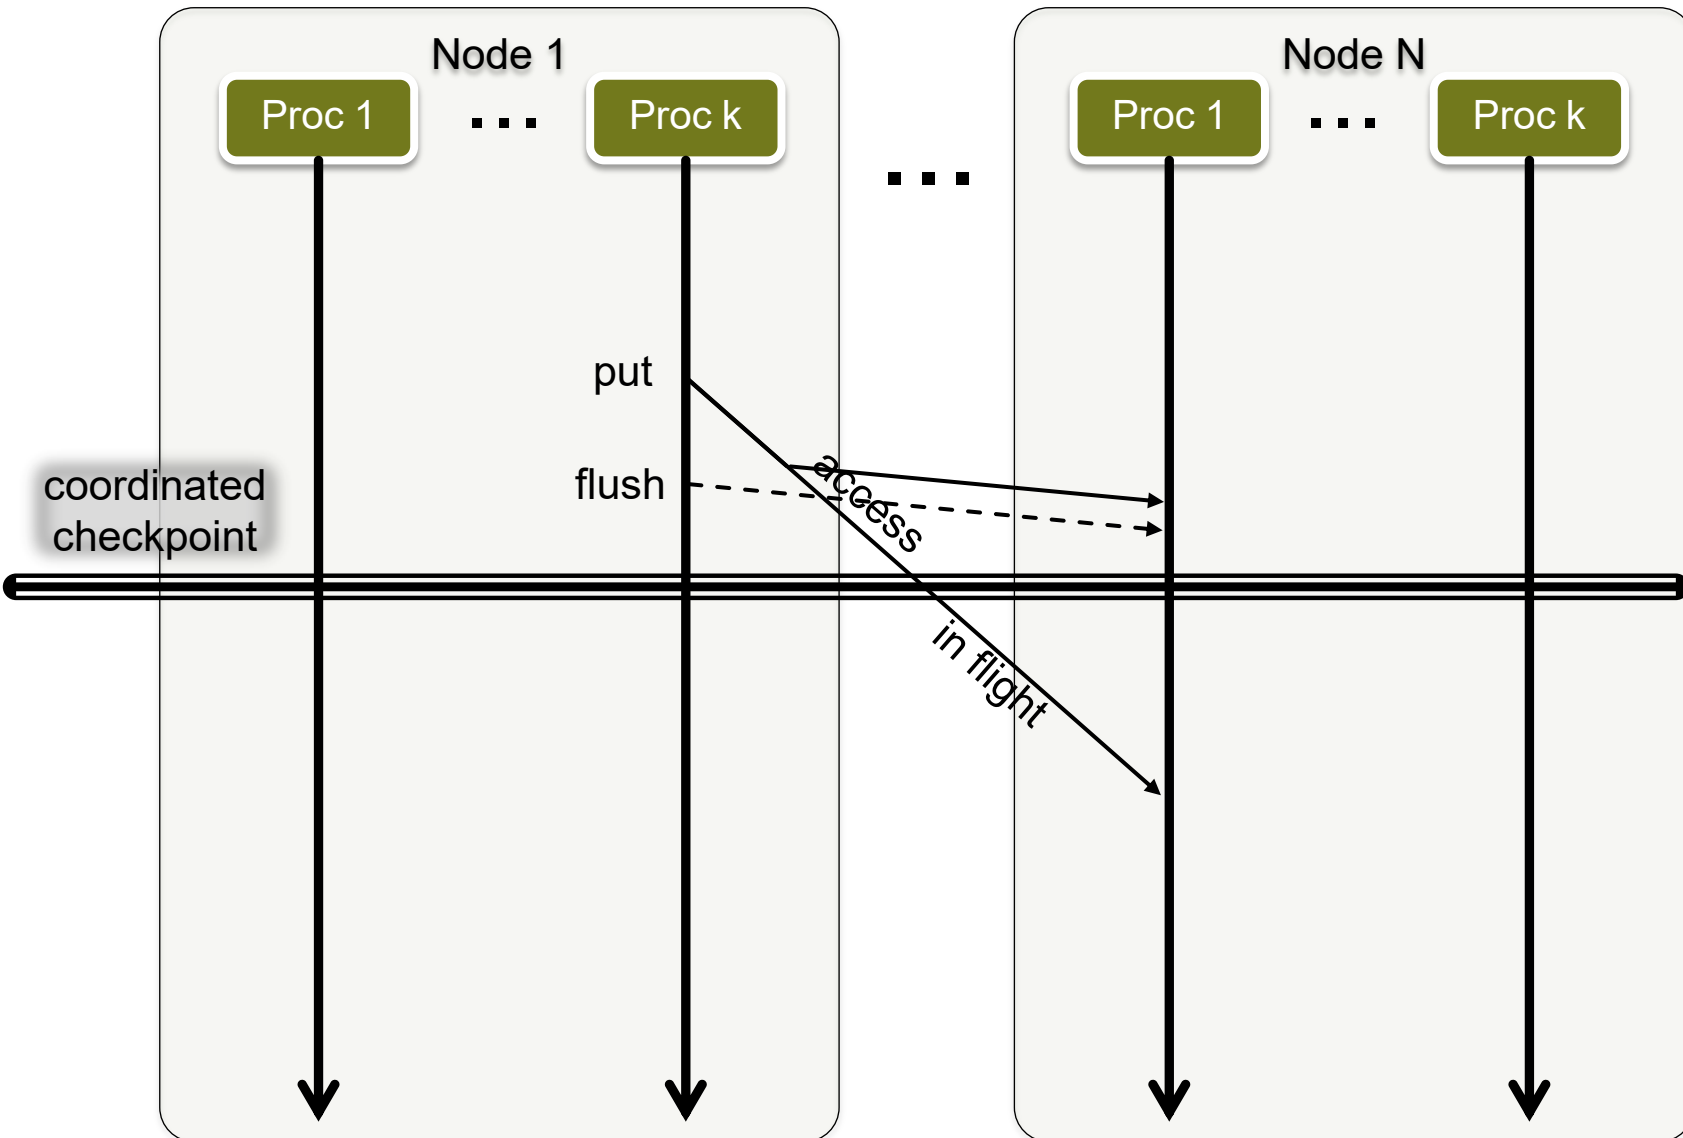 Node 1
Node N
Proc 1
...
Proc k
...
Proc 1
...
Proc k
put
access
flush
coordinated
checkpoint
in flight